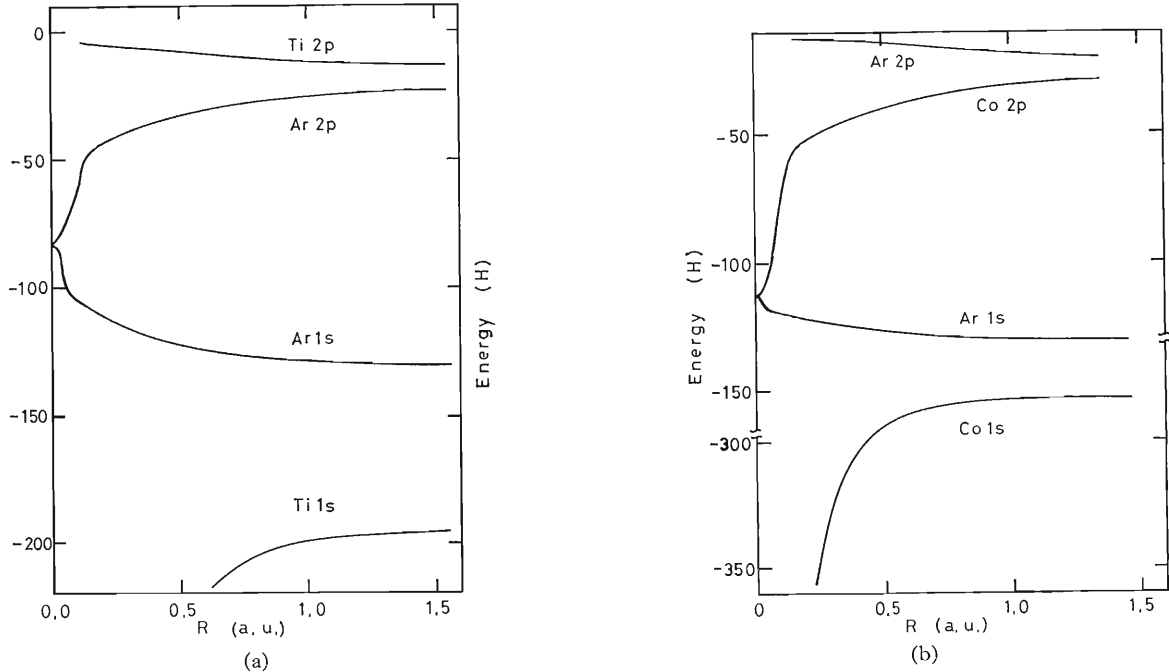 0
-50
-100
-150
-200
Ti 2p
Ar 2p
Ar 1s
Ti 1s
0,0
0,5
1,0
1,5
R (a, u,)
Energy (H)
(a)
-50
-100
-150
-300
-350
Ar 2p
Co 2p
Ar 1s
Co 1s
0
0,5
1,0
1,5
R (a, u,)
Energy (H)
(b)